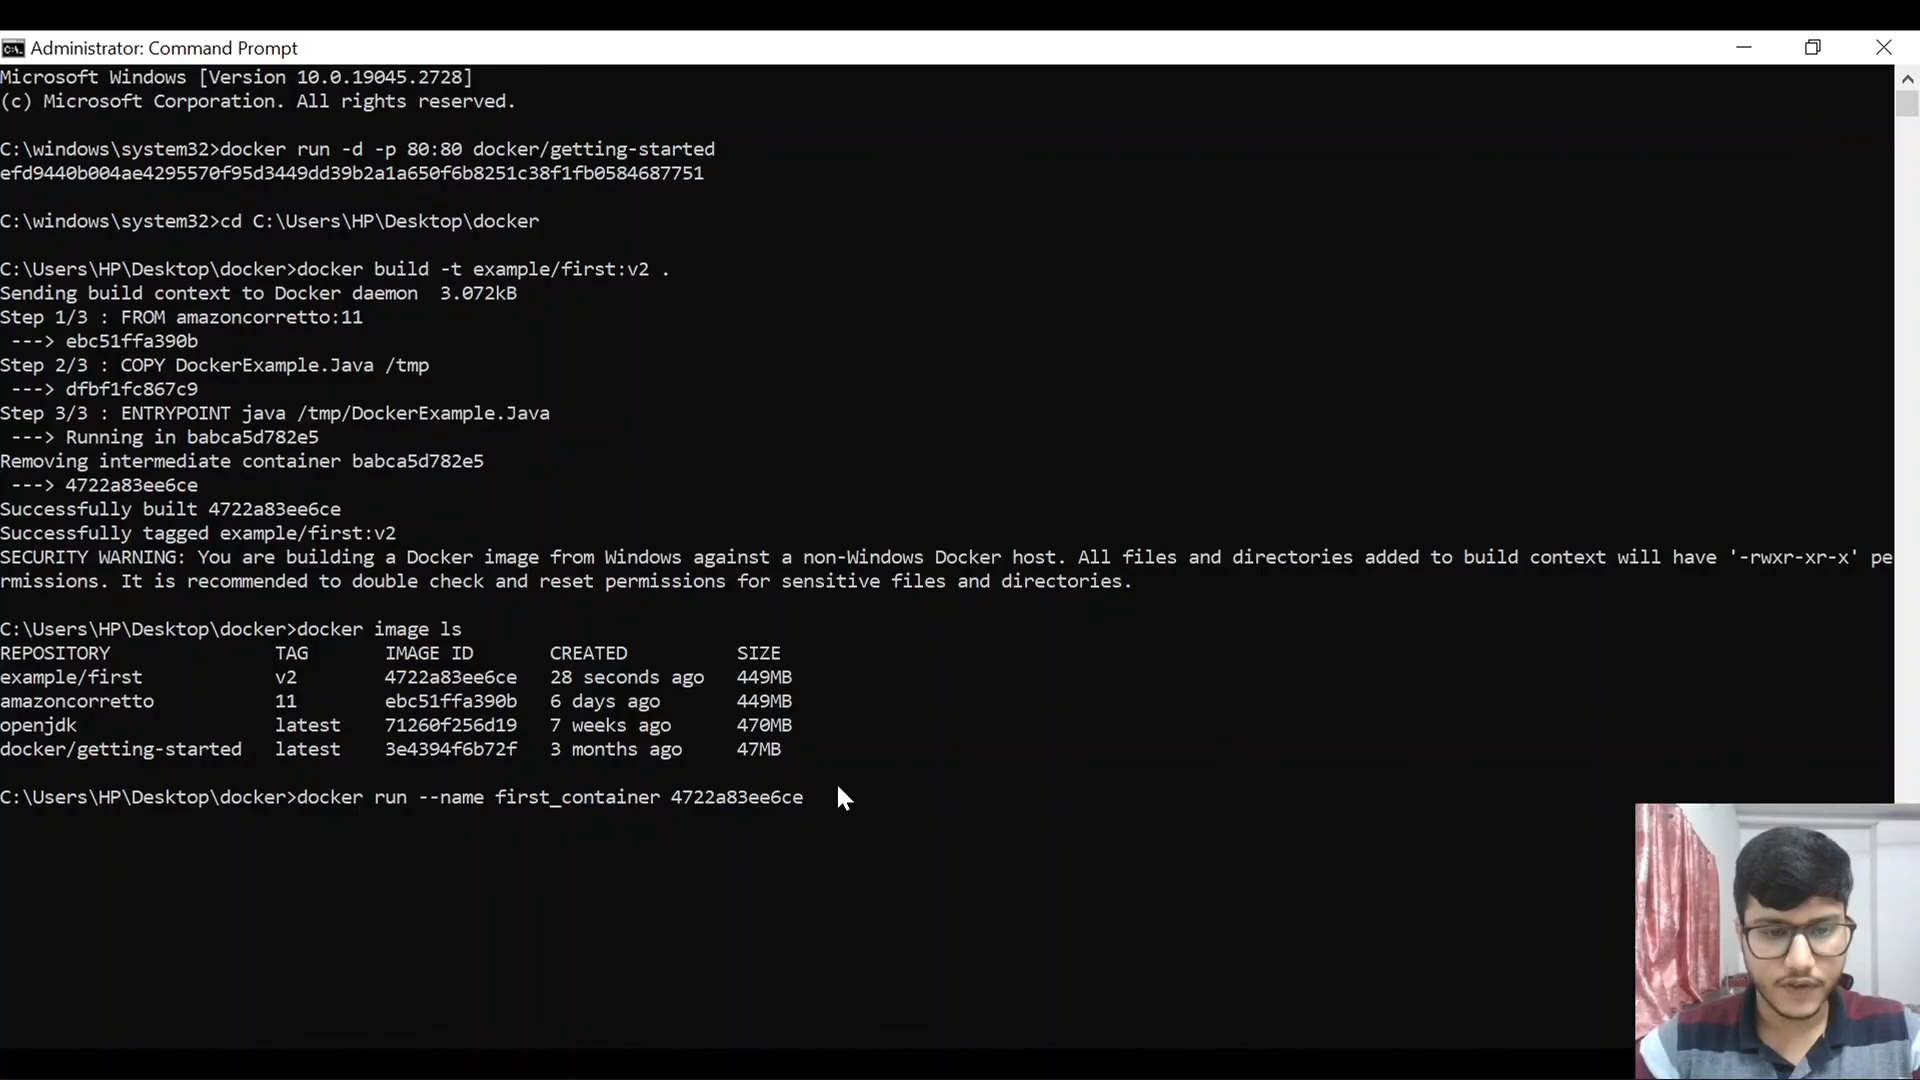 Administrator: Command Prompt
Microsoft Windows [Version 10.0.19045.2728]
(c) Microsoft Corporation. All rights reserved.
C:\windows\system32>docker run -d -p 80:80 docker/getting-started
efd9440b004ae4295570f95d3449dd39b2a1a650f6b8251c38f1fb0584687751
C:\windows\system32>cd C:\Users\HP\Desktop\docker
C:\Users\HP\Desktop\docker>docker build -t example/first:v2 .
Sending build context to Docker daemon  3.072kB
Step 1/3 : FROM amazoncorretto:11
 ---> ebc51ffa390b
Step 2/3 : COPY DockerExample.Java /tmp
 ---> dfbf1fc867c9
Step 3/3 : ENTRYPOINT java /tmp/DockerExample.Java
 ---> Running in babca5d782e5
Removing intermediate container babca5d782e5
 ---> 4722a83ee6ce
Successfully built 4722a83ee6ce
Successfully tagged example/first:v2
SECURITY WARNING: You are building a Docker image from Windows against a non-Windows Docker host. All files and directories added to build context will have '-rwxr-xr-x' pe
rmissions. It is recommended to double check and reset permissions for sensitive files and directories.
C:\Users\HP\Desktop\docker>docker image ls
REPOSITORY               TAG       IMAGE ID       CREATED          SIZE
example/first            v2        4722a83ee6ce   28 seconds ago   449MB
amazoncorretto           11        ebc51ffa390b   6 days ago       449MB
openjdk                  latest    71260f256d19   7 weeks ago      470MB
docker/getting-started   latest    3e4394f6b72f   3 months ago     47MB
C:\Users\HP\Desktop\docker>docker run --name first_container 4722a83ee6ce